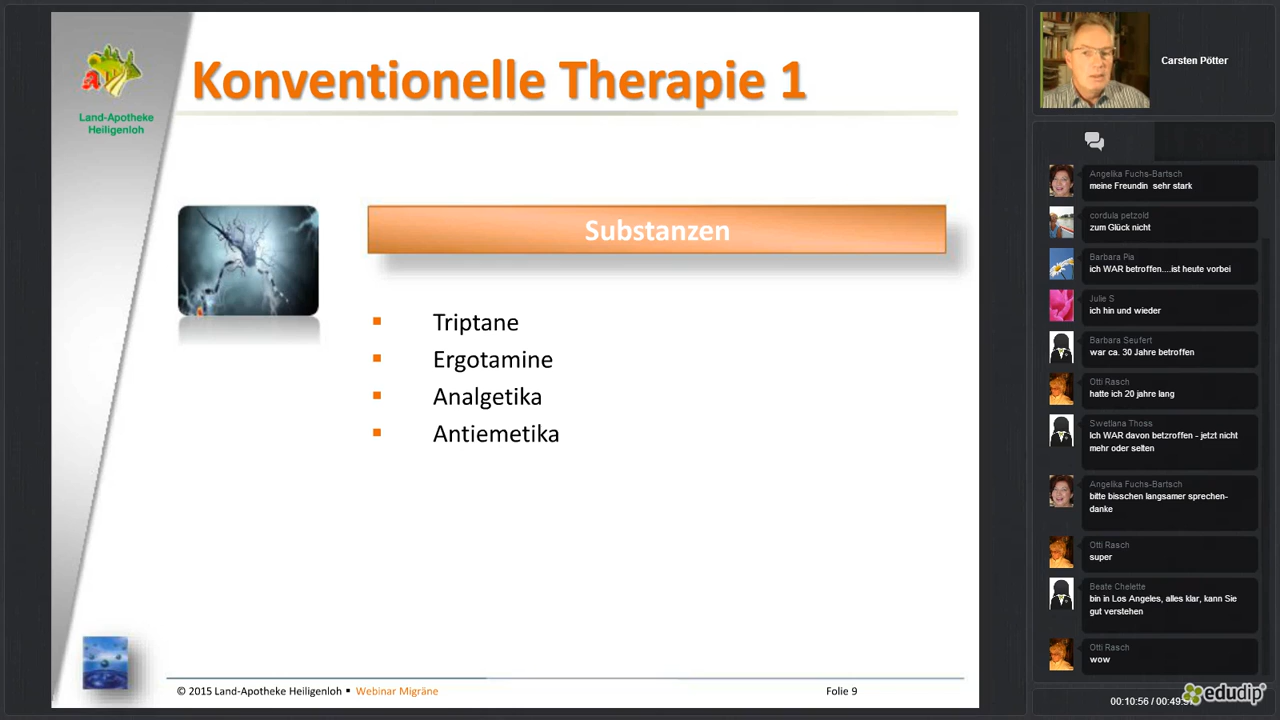 Land-Apotheke
Heiligenloh
Konventionelle Therapie 1
Substanzen
Triptane
Ergotamine
Analgetika
Antiemetika
© 2015 Land-Apotheke Heiligenloh ▪ Webinar Migräne
Folie 9
Carsten Pötter
Angelika Fuchs-Bartsch
meine Freundin sehr stark
cordula petzold
zum Glück nicht
Barbara Pia
ich WAR betroffen....ist heute vorbei
Julie S
ich hin und wieder
Barbara Seufert
war ca. 30 Jahre betroffen
Otti Rasch
hatte ich 20 jahre lang
Swetlana Thoss
Ich WAR davon betzroffen - jetzt nicht
mehr oder selten
Angelika Fuchs-Bartsch
bitte bisschen langsamer sprechen-
danke
Otti Rasch
super
Beate Chelette
bin in Los Angeles, alles klar, kann Sie
gut verstehen
Otti Rasch
wow
00:10:56 /
edudip